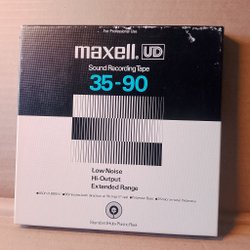 For Professional Use
maxell UD
Sound Recording Tape
35-90
Low Noise
Hi-Output
Extended Range